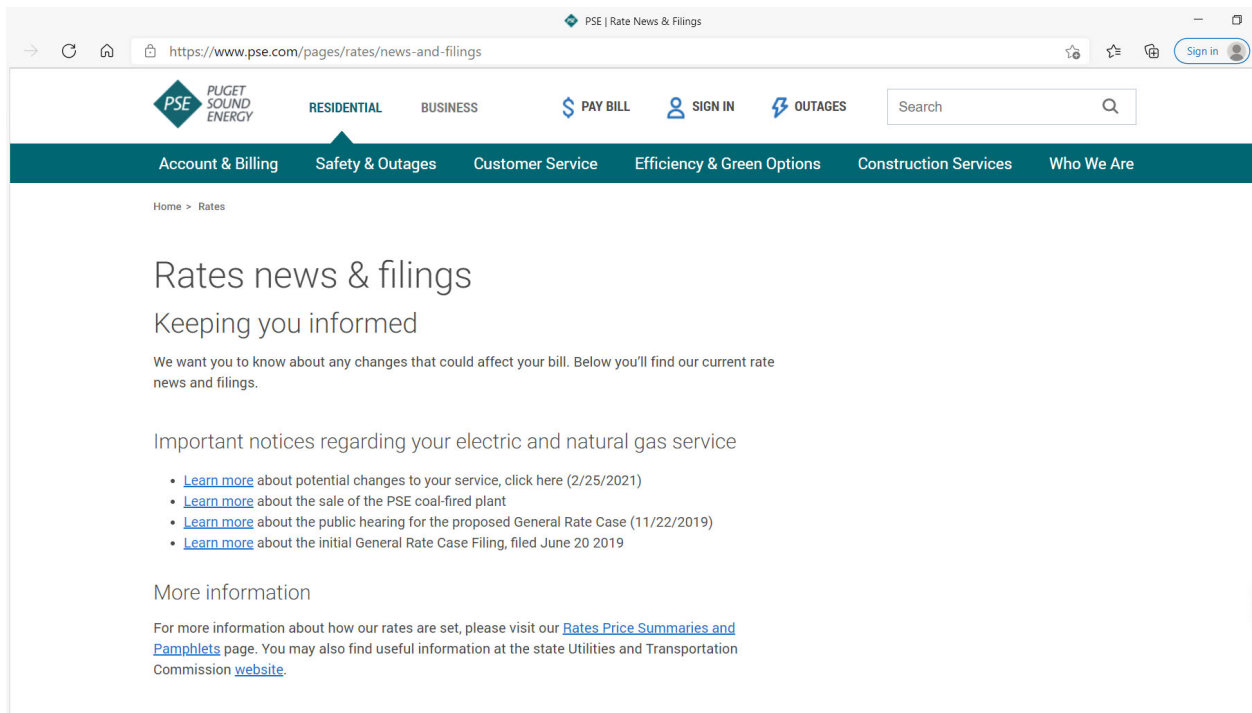 PSE | Rate News & Filings
https://www.pse.com/pages/rates/news-and-filings
Sign in
PSE PUGET
SOUND
ENERGY
RESIDENTIAL BUSINESS PAY BILL SIGN IN OUTAGES Search
Account & Billing Safety & Outages Customer Service Efficiency & Green Options Construction Services Who We Are
Home > Rates
Rates news & filings
Keeping you informed
We want you to know about any changes that could affect your bill. Below you'll find our current rate
news and filings.
Important notices regarding your electric and natural gas service
• Learn more about potential changes to your service, click here (2/25/2021)
• Learn more about the sale of the PSE coal-fired plant
• Learn more about the public hearing for the proposed General Rate Case (11/22/2019)
• Learn more about the initial General Rate Case Filing, filed June 20 2019
More information
For more information about how our rates are set, please visit our Rates Price Summaries and
Pamphlets page. You may also find useful information at the state Utilities and Transportation
Commission website.